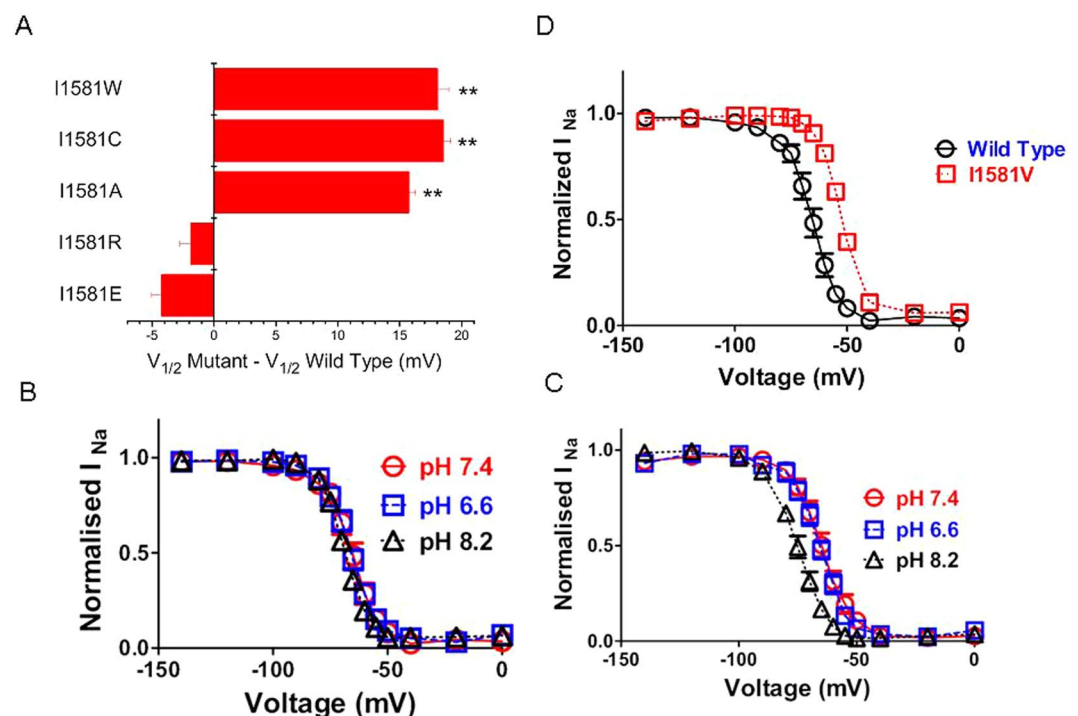 A
I1581W
**
I1581C
**
I1581A
**
I1581R
I1581E
-5 0 5 10 15 20
V1/2 Mutant - V1/2 Wild Type (mV)
D
Normalized I Na
1.0
0.5
0.0
-150 -100 -50 0
Voltage (mV)
Wild Type
I1581V
B
Normalised I Na
1.0
0.5
0.0
-150 -100 -50 0
Voltage (mV)
pH 7.4
pH 6.6
pH 8.2
C
Normalised I Na
1.0
0.5
0.0
-150 -100 -50 0
Voltage (mV)
pH 7.4
pH 6.6
pH 8.2